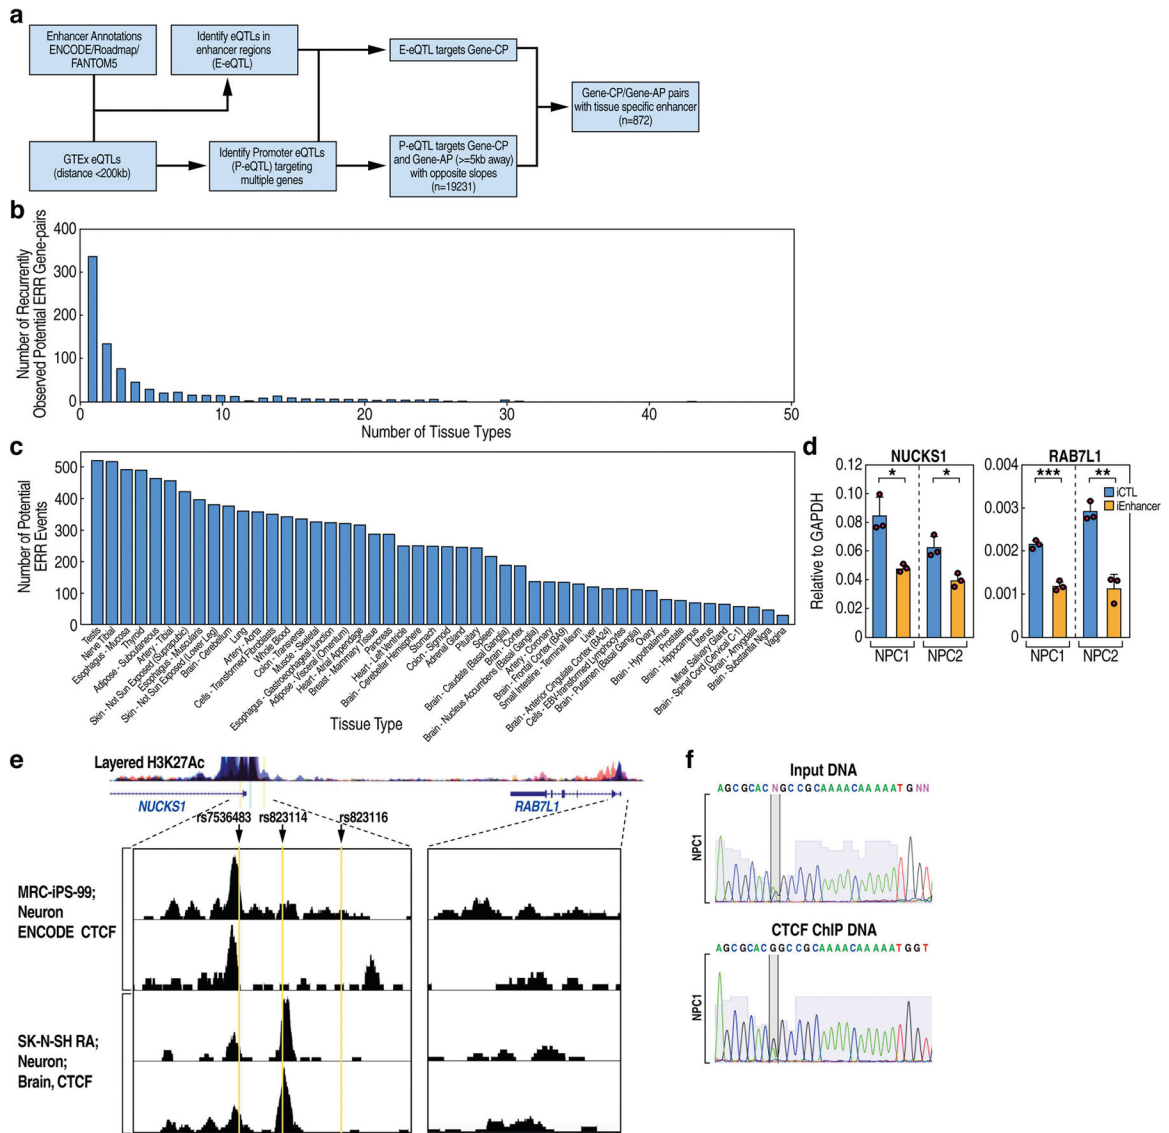 a
Enhancer Annotations
ENCODE/Roadmap/
FANTOM5
Identify eQTLs in
enhancer regions
(E-eQTL)
E-eQTL targets Gene-CP
Gene-CP/Gene-AP pairs
with tissue specific enhancer
(n=872)
GTEx eQTLs
(distance <200kb)
Identify Promoter eQTLs
(P-eQTL) targeting
multiple genes
P-eQTL targets Gene-CP
and Gene-AP (>=5kb away)
with opposite slopes
(n=19231)
b
Number of Recurrently
Observed Potential ERR Gene-pairs
400
300
200
100
0
0 10 20 30 40 50
Number of Tissue Types
c
Number of Potential
ERR Events
500
400
300
200
100
0
Testis
Nerve Tibial
Esophagus - Mucosa
Thyroid
Adipose - Subcutaneous
Artery - Tibial
Skin - Not Sun Exposed (Suprapubic)
Esophagus - Muscularis
Skin - Not Sun Exposed (Lower Leg)
Brain - Cerebellum
Lung
Artery - Aorta
Cells - Transformed Fibroblasts
Whole Blood
Colon - Transverse
Muscle - Skeletal
Esophagus - Gastroesophageal Junction
Adipose - Visceral (Omentum)
Heart - Atrial Appendage
Breast - Mammary Tissue
Pancreas
Heart - Left Ventricle
Brain - Cerebellar Hemisphere
Stomach
Colon - Sigmoid
Adrenal Gland
Pituitary
Spleen
Brain - Caudate (Basal Ganglia)
Brain - Cortex
Brain - Nucleus Accumbens (Basal Ganglia)
Artery - Coronary
Brain - Frontal Cortex (BA9)
Small Intestine - Terminal Ileum
Liver
Brain - Anterior Cingulate Cortex (BA24)
Cells - EBV-transformed Lymphocytes
Brain - Putamen (Basal Ganglia)
Ovary
Brain - Hypothalamus
Prostate
Brain - Hippocampus
Uterus
Minar Salivary Gland
Brain - Spinal Cord (Cervical C-1)
Brain - Amygdala
Brain - Substantia Nigra
Vagina
Tissue Type
d
NUCKS1
RAB7L1
Relative to GAPDH
0.12
0.10
0.08
0.06
0.04
0.02
0
* *
NPC1 NPC2
0.004
0.003
0.002
0.001
0
*** **
iCTL
iEnhancer
NPC1 NPC2
e
Layered H3K27Ac
NUCKS1
RAB7L1
rs7536483 rs823114 rs823116
MRC-iPS-99;
Neuron
ENCODE CTCF
SK-N-SH RA;
Neuron;
Brain, CTCF
f
Input DNA
AGCGCACNGCCGCAAAACAAAAATGNN
NPC1
CTCF ChIP DNA
AGCGCACGGCCGCAAAACAAAAATGGT
NPC1